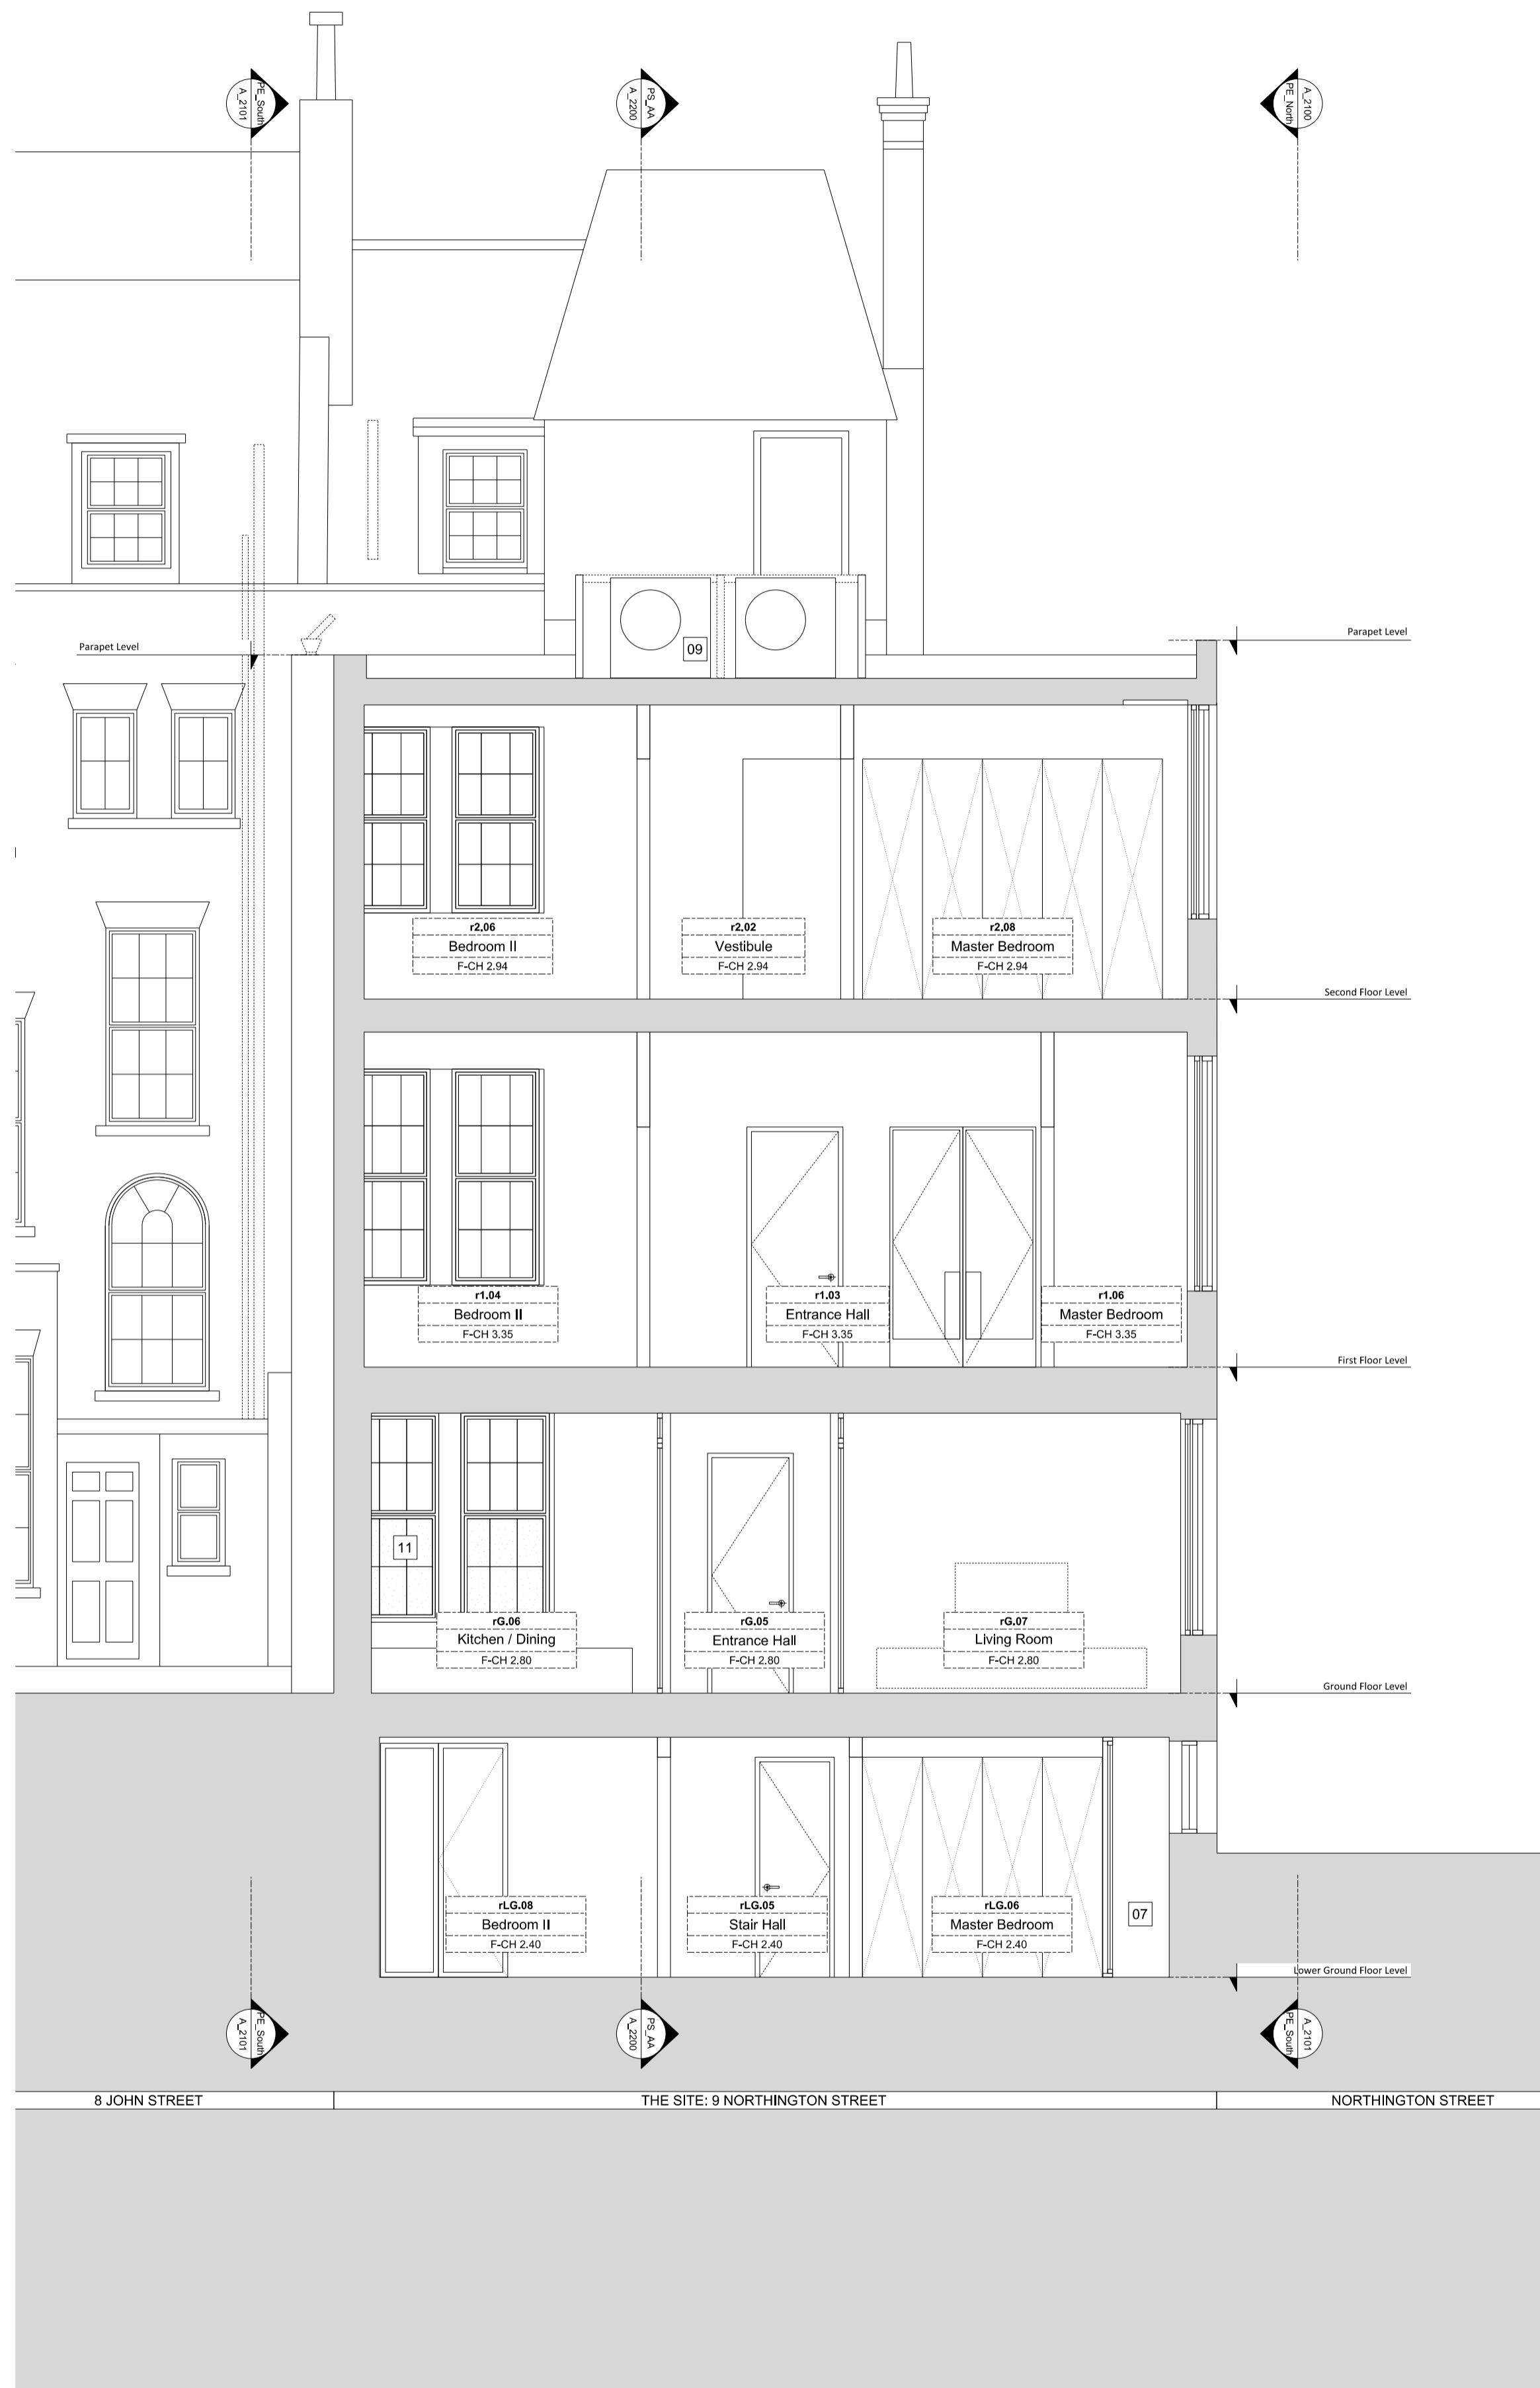 PE_South
A_2101
PS_AA
A_2200
A_2100
PE_North
Parapet Level
Parapet Level
09
r2.06
Bedroom II
F-CH 2.94
r2.02
Vestibule
F-CH 2.94
r2.08
Master Bedroom
F-CH 2.94
Second Floor Level
r1.04
Bedroom II
F-CH 3.35
r1.03
Entrance Hall
F-CH 3.35
r1.06
Master Bedroom
F-CH 3.35
First Floor Level
11
rG.06
Kitchen / Dining
F-CH 2.80
rG.05
Entrance Hall
F-CH 2.80
rG.07
Living Room
F-CH 2.80
Ground Floor Level
rLG.08
Bedroom II
F-CH 2.40
rLG.05
Stair Hall
F-CH 2.40
rLG.06
Master Bedroom
F-CH 2.40
07
Lower Ground Floor Level
PE_South
A_2101
PS_AA
A_2200
A_2101
PE_South
8 JOHN STREET
THE SITE: 9 NORTHINGTON STREET
NORTHINGTON STREET